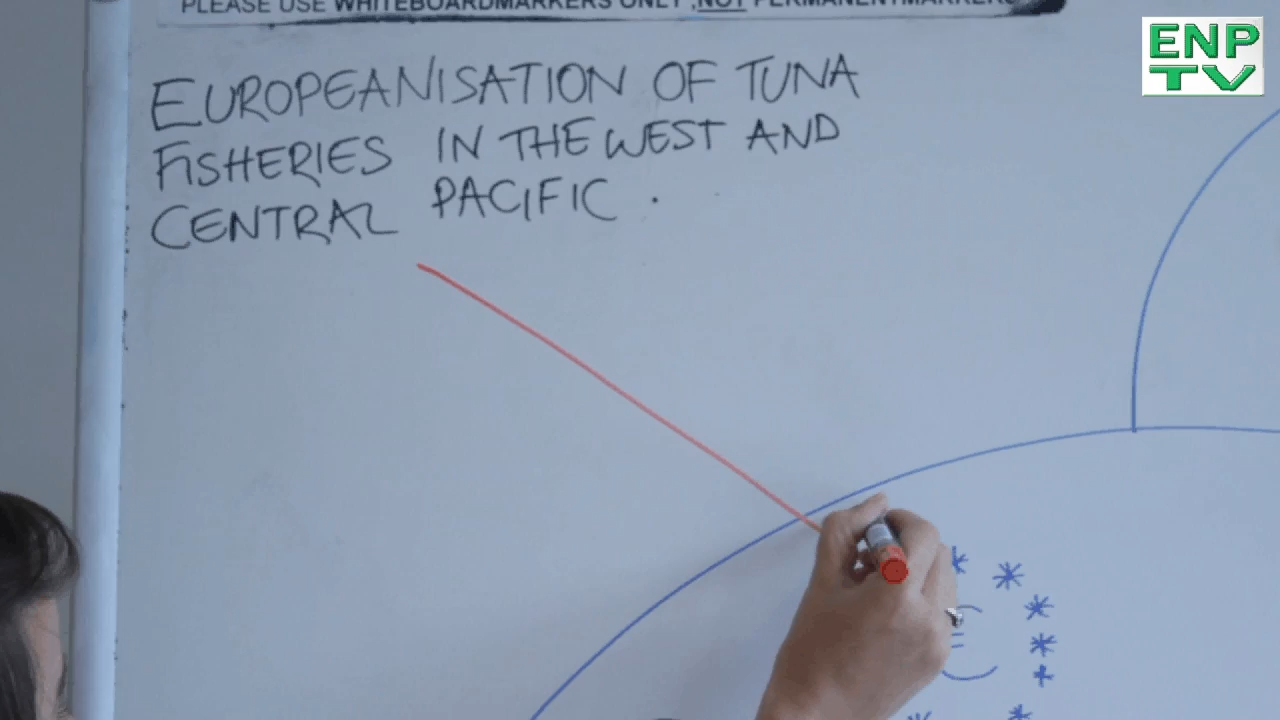 PLEASE USE WHITEBOARDMARKERS ONLY ,NOT PERMANENTMARKERS
ENP
TV
EUROPEANISATION OF TUNA
FISHERIES IN THE WEST AND
CENTRAL PACIFIC .